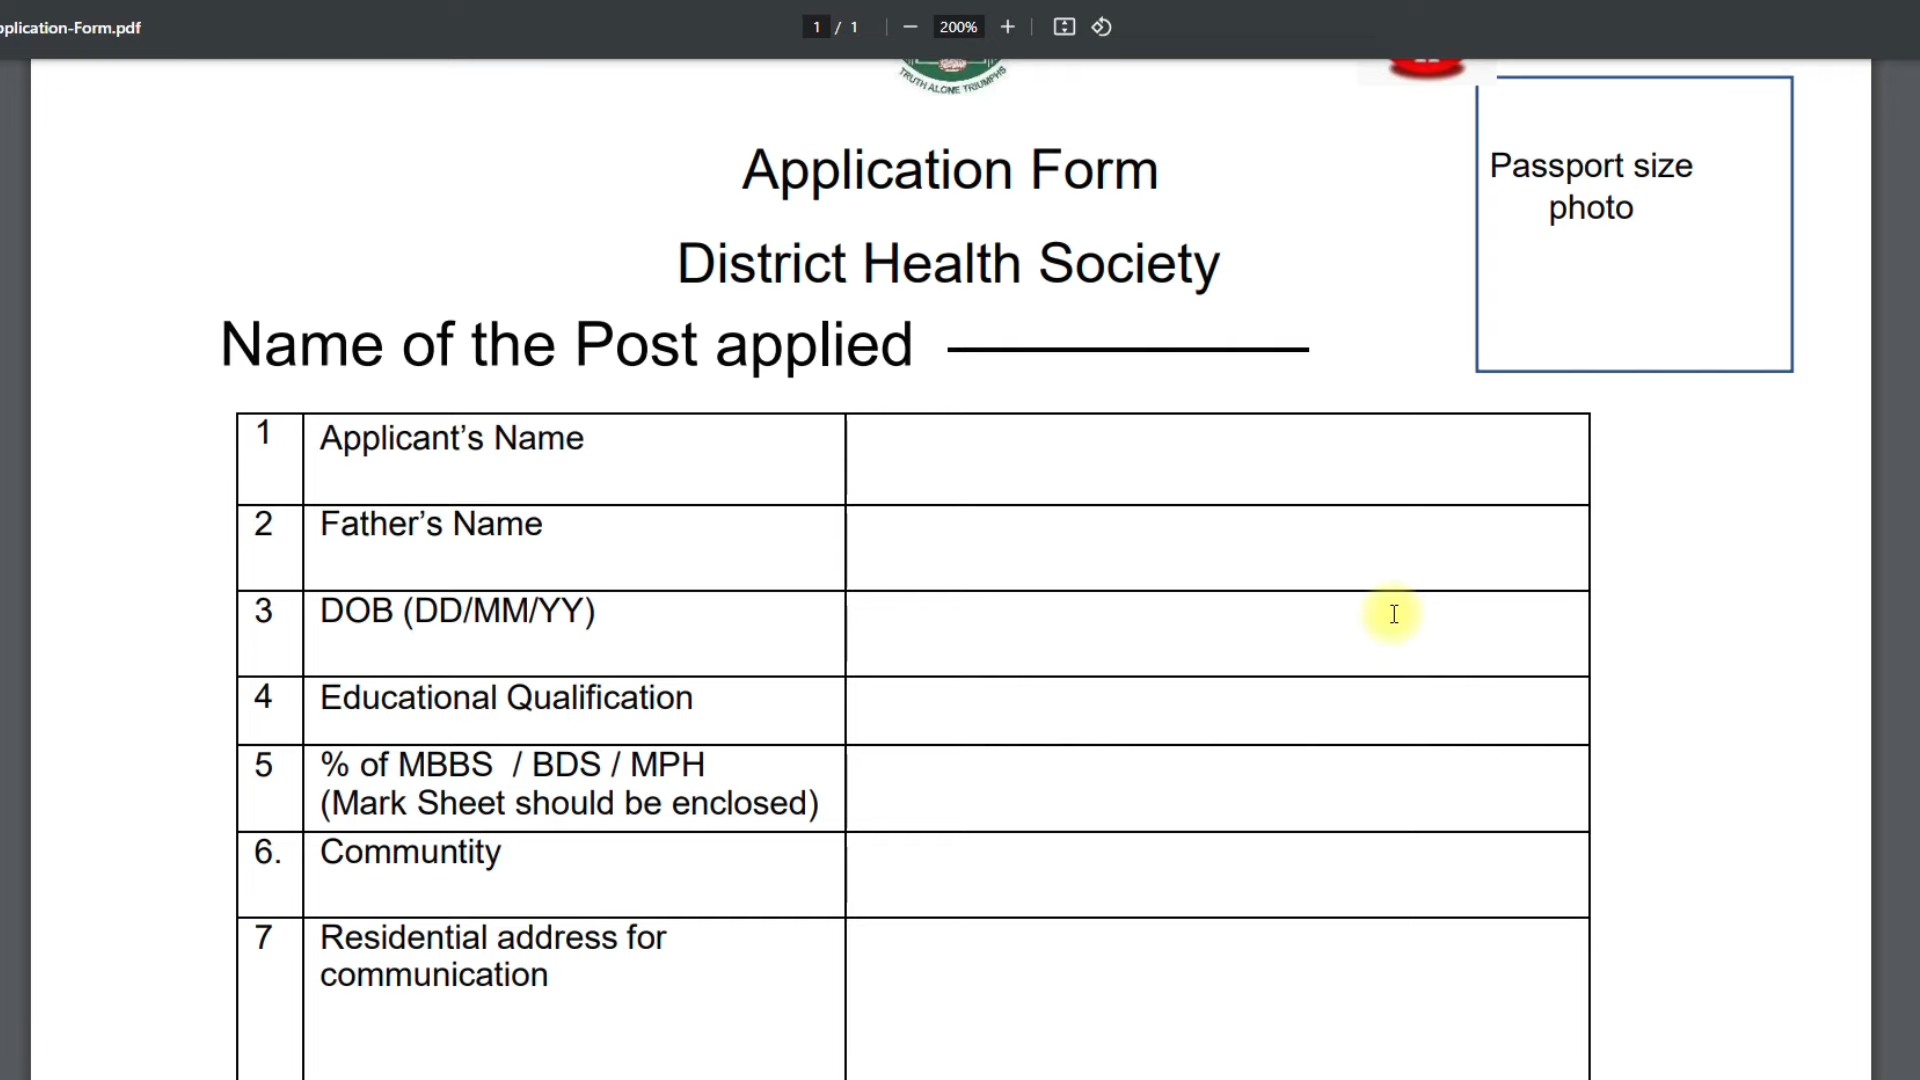 plication-Form.pdf
1 / 1
200%
TRUTH ALONE TRIUMPHS
Passport size
photo
Application Form
District Health Society
Name of the Post applied
1 Applicant’s Name
2 Father’s Name
3 DOB (DD/MM/YY)
4 Educational Qualification
5 % of MBBS / BDS / MPH
(Mark Sheet should be enclosed)
6. Communtity
7 Residential address for
communication